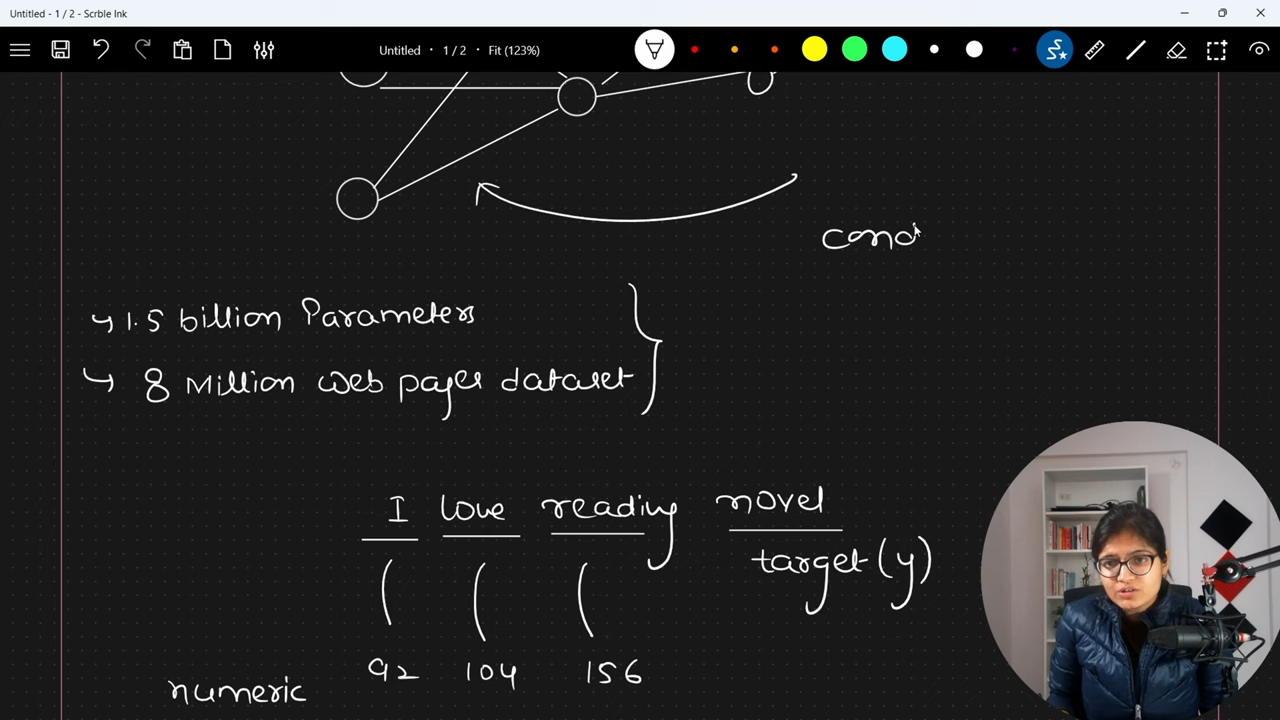 Untitled - 1 / 2 - Scrble Ink
Untitled • 1 / 2 • Fit (123%)
cond
↳ 1.5 billion Parameters
↳ 8 Million Web pages dataset
I love reading novel
target (y)
92 104 156
numeric